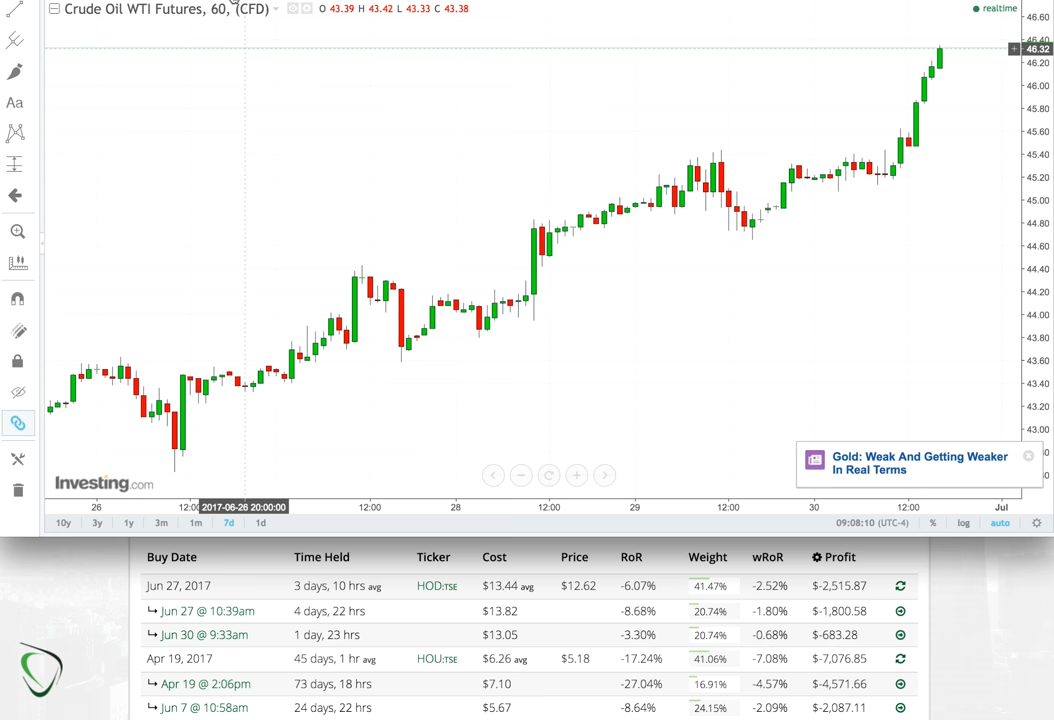 Crude Oil WTI Futures, 60, (CFD) O 43.39 H 43.42 L 43.33 C 43.38
realtime
46.60
46.40
46.32
46.20
46.00
45.80
45.60
45.40
45.20
45.00
44.80
44.60
44.40
44.20
44.00
43.80
43.60
43.40
43.20
43.00
Aa
Gold: Weak And Getting Weaker
In Real Terms
Investing.com
26 12:00 2017-06-26 20:00:00 12:00 28 12:00 29 12:00 30 12:00 Jul
10y 3y 1y 3m 1m 7d 1d 09:08:10 (UTC-4) % log auto
Buy Date Time Held Ticker Cost Price RoR Weight wRoR Profit
Jun 27, 2017 3 days, 10 hrs avg HOD:TSE $13.44 avg $12.62 -6.07% 41.47% -2.52% $-2,515.87
Jun 27 @ 10:39am 4 days, 22 hrs $13.82 -8.68% 20.74% -1.80% $-1,800.58
Jun 30 @ 9:33am 1 day, 23 hrs $13.05 -3.30% 20.74% -0.68% $-683.28
Apr 19, 2017 45 days, 1 hr avg HOU:TSE $6.26 avg $5.18 -17.24% 41.06% -7.08% $-7,076.85
Apr 19 @ 2:06pm 73 days, 18 hrs $7.10 -27.04% 16.91% -4.57% $-4,571.66
Jun 7 @ 10:58am 24 days, 22 hrs $5.67 -8.64% 24.15% -2.09% $-2,087.11